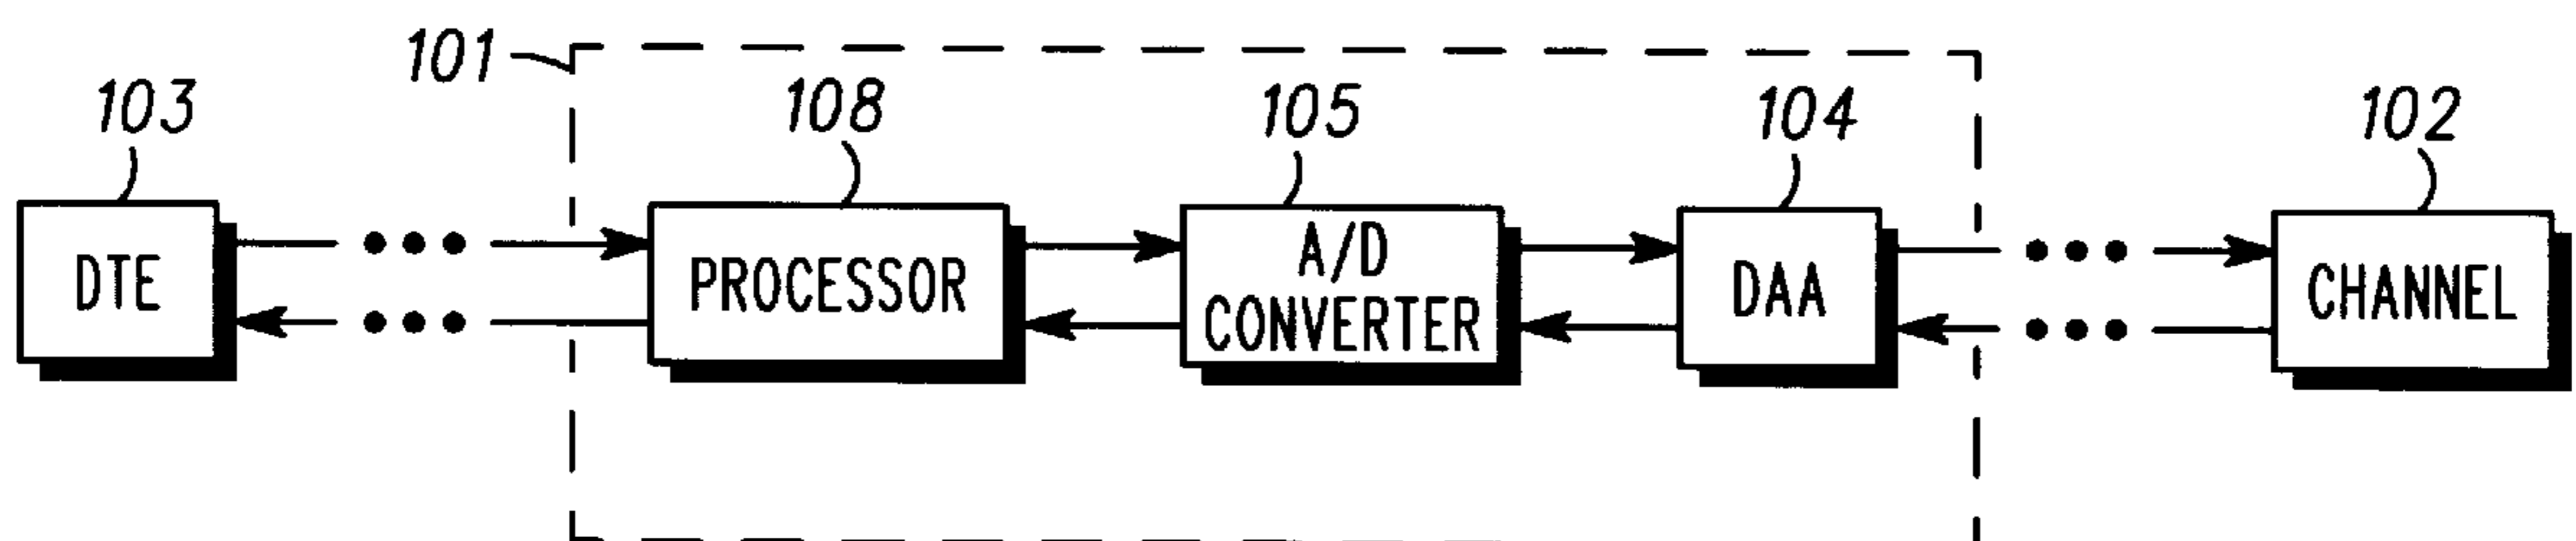 101
103
108
105
104
102
DTE
PROCESSOR
A/D
CONVERTER
DAA
CHANNEL